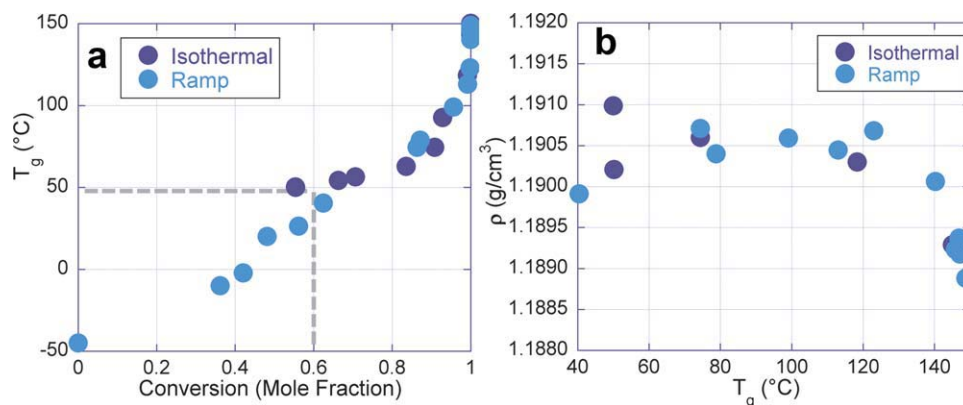 a
Isothermal
Ramp
150
100
50
0
-50
T_g (°C)
0 0.2 0.4 0.6 0.8 1
Conversion (Mole Fraction)
b
Isothermal
Ramp
1.1920
1.1915
1.1910
1.1905
1.1900
1.1895
1.1890
1.1885
1.1880
ρ (g/cm³)
40 60 80 100 120 140
T_g (°C)